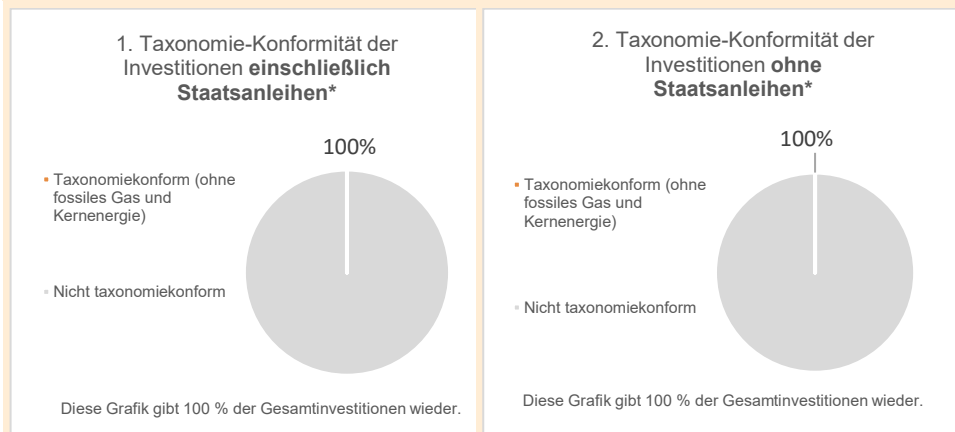 1. Taxonomie-Konformität der
Investitionen einschließlich
Staatsanleihen*
100%
Taxonomiekonform (ohne
fossiles Gas und
Kernenergie)
Nicht taxonomiekonform
Diese Grafik gibt 100 % der Gesamtinvestitionen wieder.
2. Taxonomie-Konformität der
Investitionen ohne
Staatsanleihen*
100%
Taxonomiekonform (ohne
fossiles Gas und
Kernenergie)
Nicht taxonomiekonform
Diese Grafik gibt 100 % der Gesamtinvestitionen wieder.